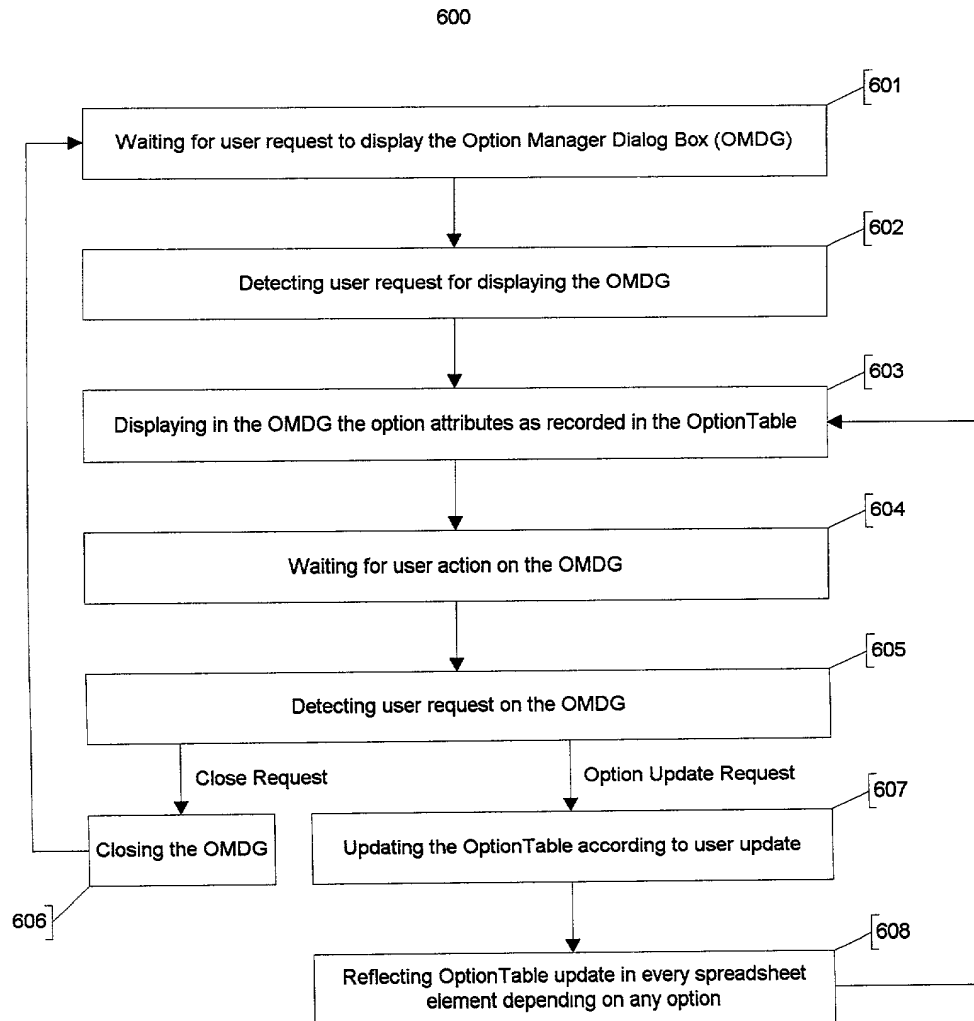 600
601
Waiting for user request to display the Option Manager Dialog Box (OMDG)
602
Detecting user request for displaying the OMDG
603
Displaying in the OMDG the option attributes as recorded in the OptionTable
604
Waiting for user action on the OMDG
605
Detecting user request on the OMDG
Close Request
Option Update Request
607
Closing the OMDG
Updating the OptionTable according to user update
606
608
Reflecting OptionTable update in every spreadsheet
element depending on any option